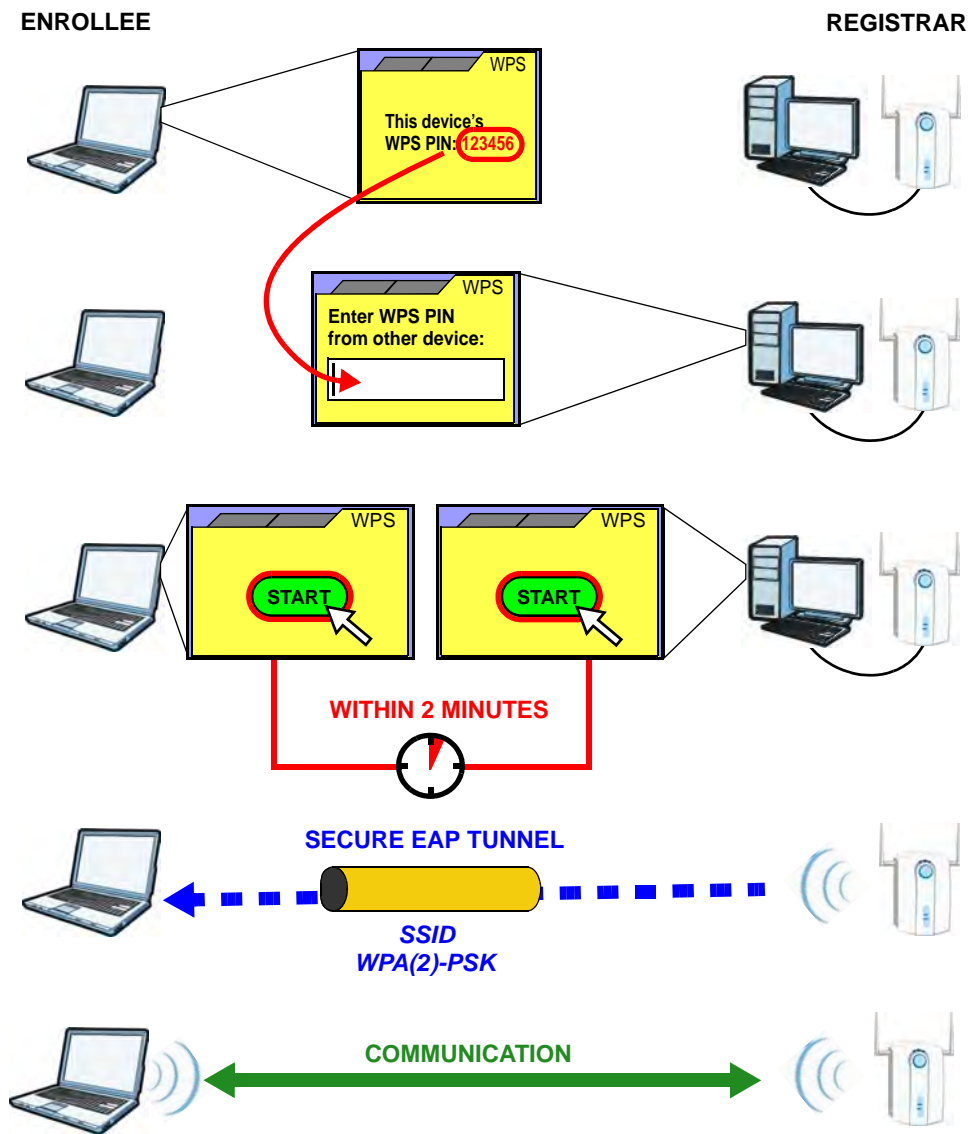 ENROLLEE
REGISTRAR
WPS
This device's
WPS PIN: 123456
WPS
Enter WPS PIN
from other device:
WPS
WPS
START
START
WITHIN 2 MINUTES
SECURE EAP TUNNEL
SSID
WPA(2)-PSK
COMMUNICATION